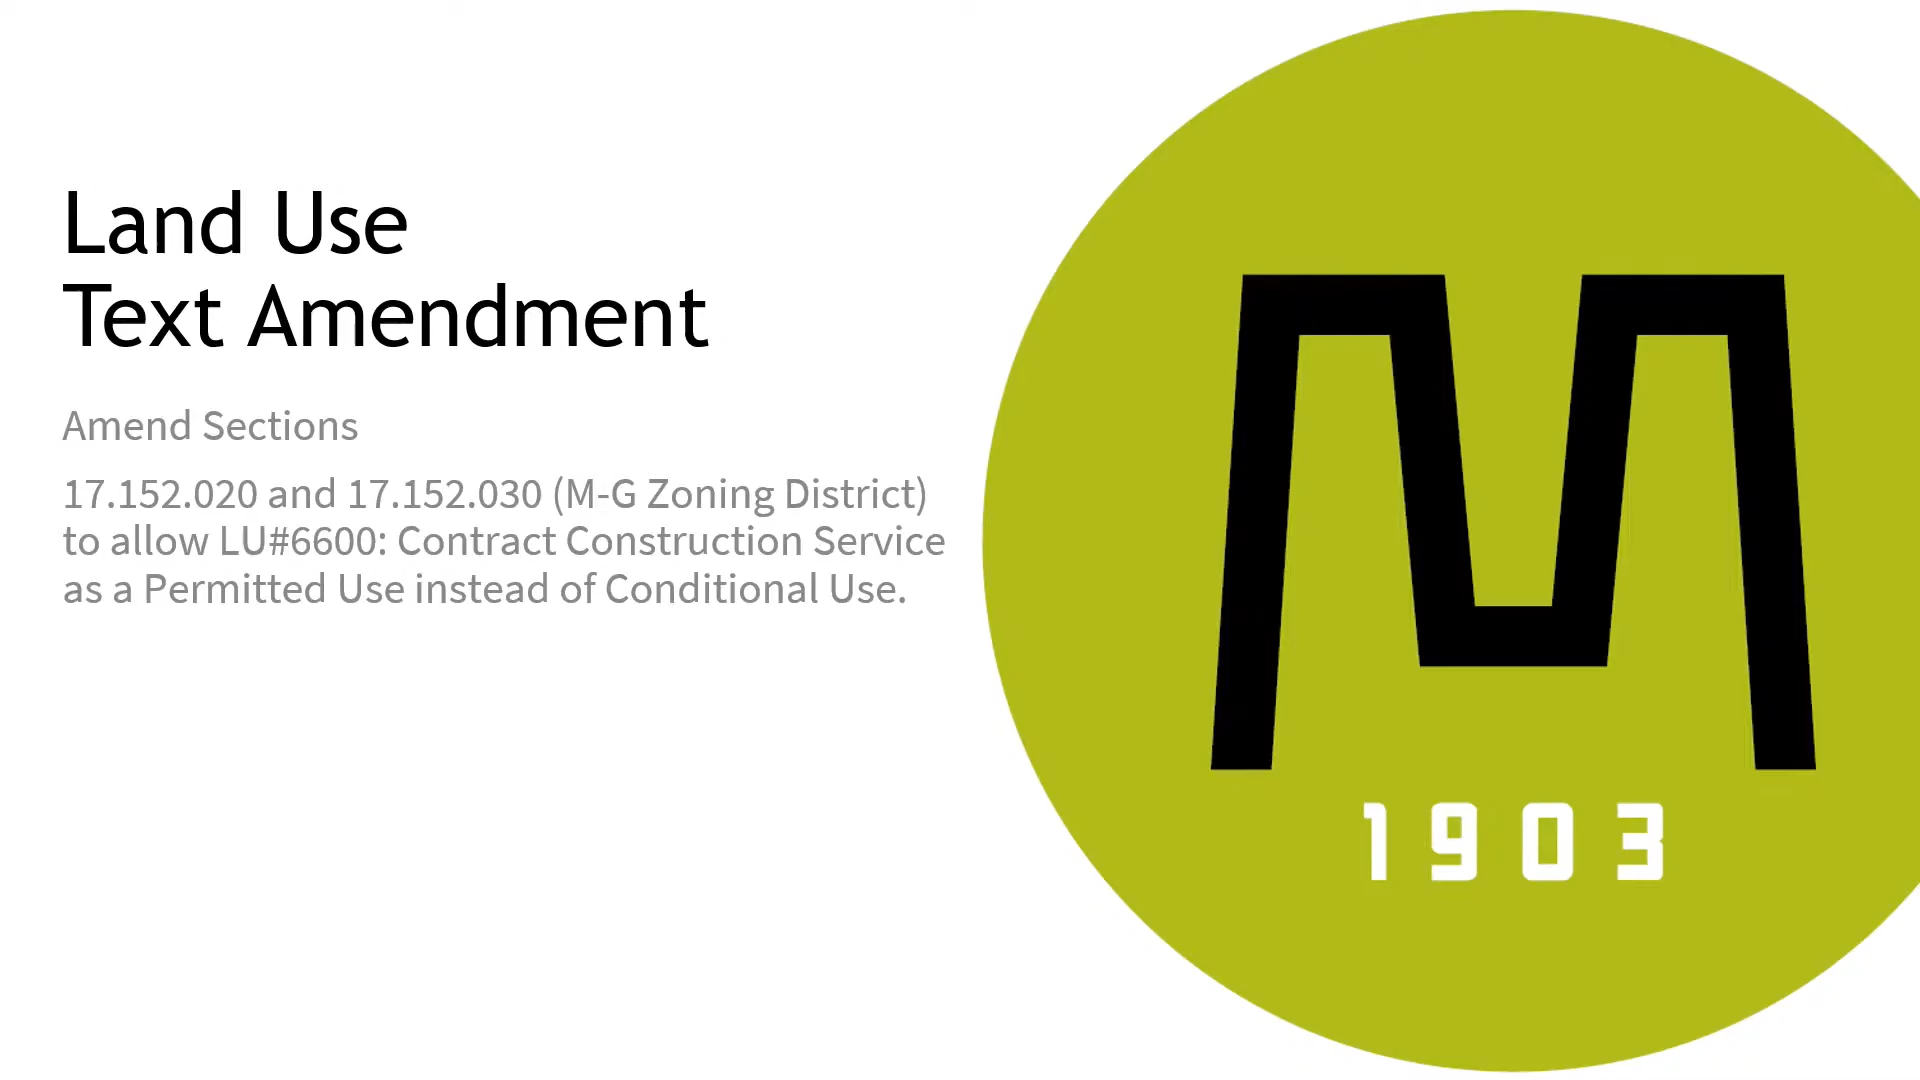 Land Use
Text Amendment
Amend Sections
17.152.020 and 17.152.030 (M-G Zoning District)
to allow LU#6600: Contract Construction Service
as a Permitted Use instead of Conditional Use.
M
1903